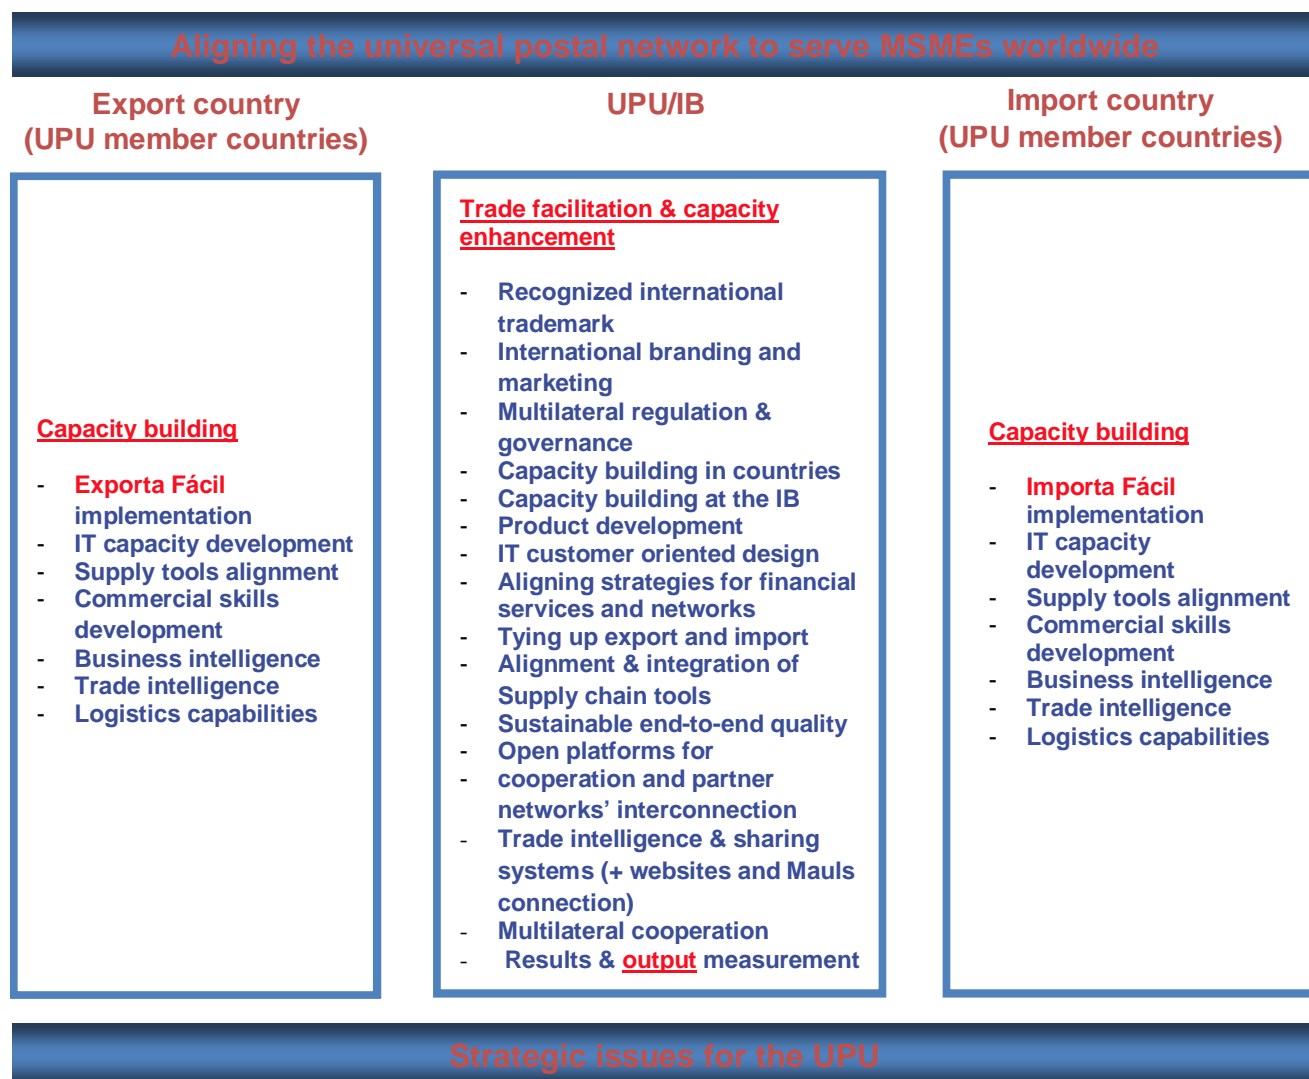 Aligning the universal postal network to serve MSMEs worldwide
Export country
(UPU member countries)
UPU/IB
Import country
(UPU member countries)
Capacity building
- Exporta Fácil
implementation
- IT capacity development
- Supply tools alignment
- Commercial skills
development
- Business intelligence
- Trade intelligence
- Logistics capabilities
Trade facilitation & capacity
enhancement
- Recognized international
trademark
- International branding and
marketing
- Multilateral regulation &
governance
- Capacity building in countries
- Capacity building at the IB
- Product development
- IT customer oriented design
- Aligning strategies for financial
services and networks
- Tying up export and import
- Alignment & integration of
Supply chain tools
- Sustainable end-to-end quality
- Open platforms for
- cooperation and partner
networks’ interconnection
- Trade intelligence & sharing
systems (+ websites and Mauls
connection)
- Multilateral cooperation
- Results & output measurement
Capacity building
- Importa Fácil
implementation
- IT capacity
development
- Supply tools alignment
- Commercial skills
development
- Business intelligence
- Trade intelligence
- Logistics capabilities
Strategic issues for the UPU